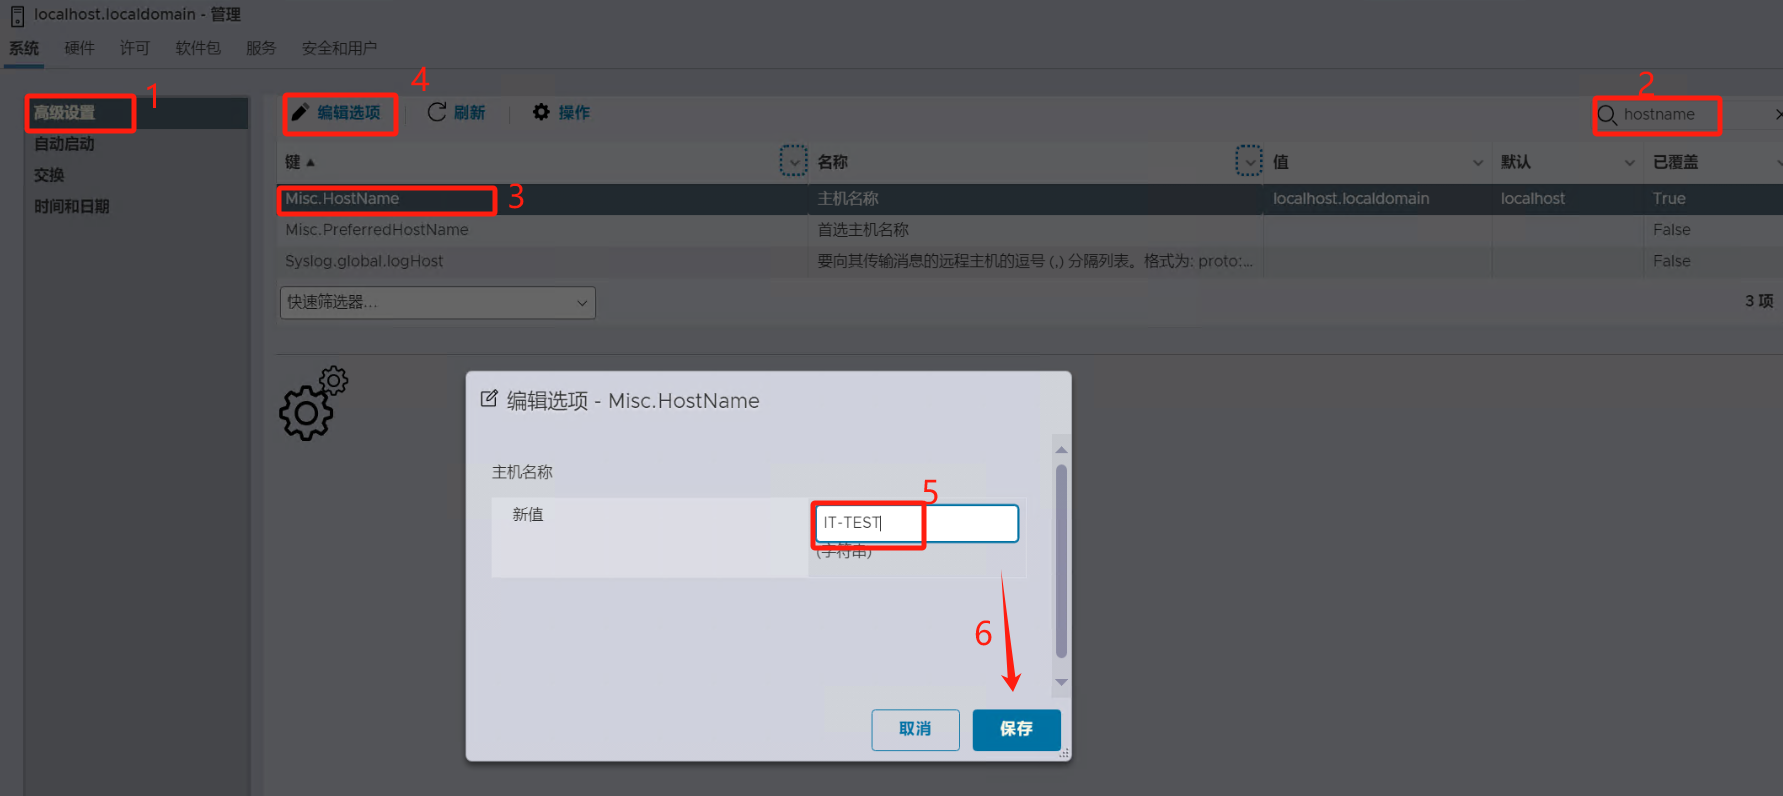 localhost.localdomain - 管理
系统 硬件 许可 软件包 服务 安全和用户
高级设置 1
自动启动
交换
时间和日期
4
编辑选项 刷新 操作
2
hostname
键 名称 值 默认 已覆盖
Misc.HostName 3 主机名称 localhost.localdomain localhost True
Misc.PreferredHostName 首选主机名称 False
Syslog.global.logHost 要向其传输消息的远程主机的逗号 (,) 分隔列表。格式为: proto:... False
快速筛选器... 3 项
编辑选项 - Misc.HostName
主机名称
5
新值 IT-TEST
(字符串)
6
取消 保存